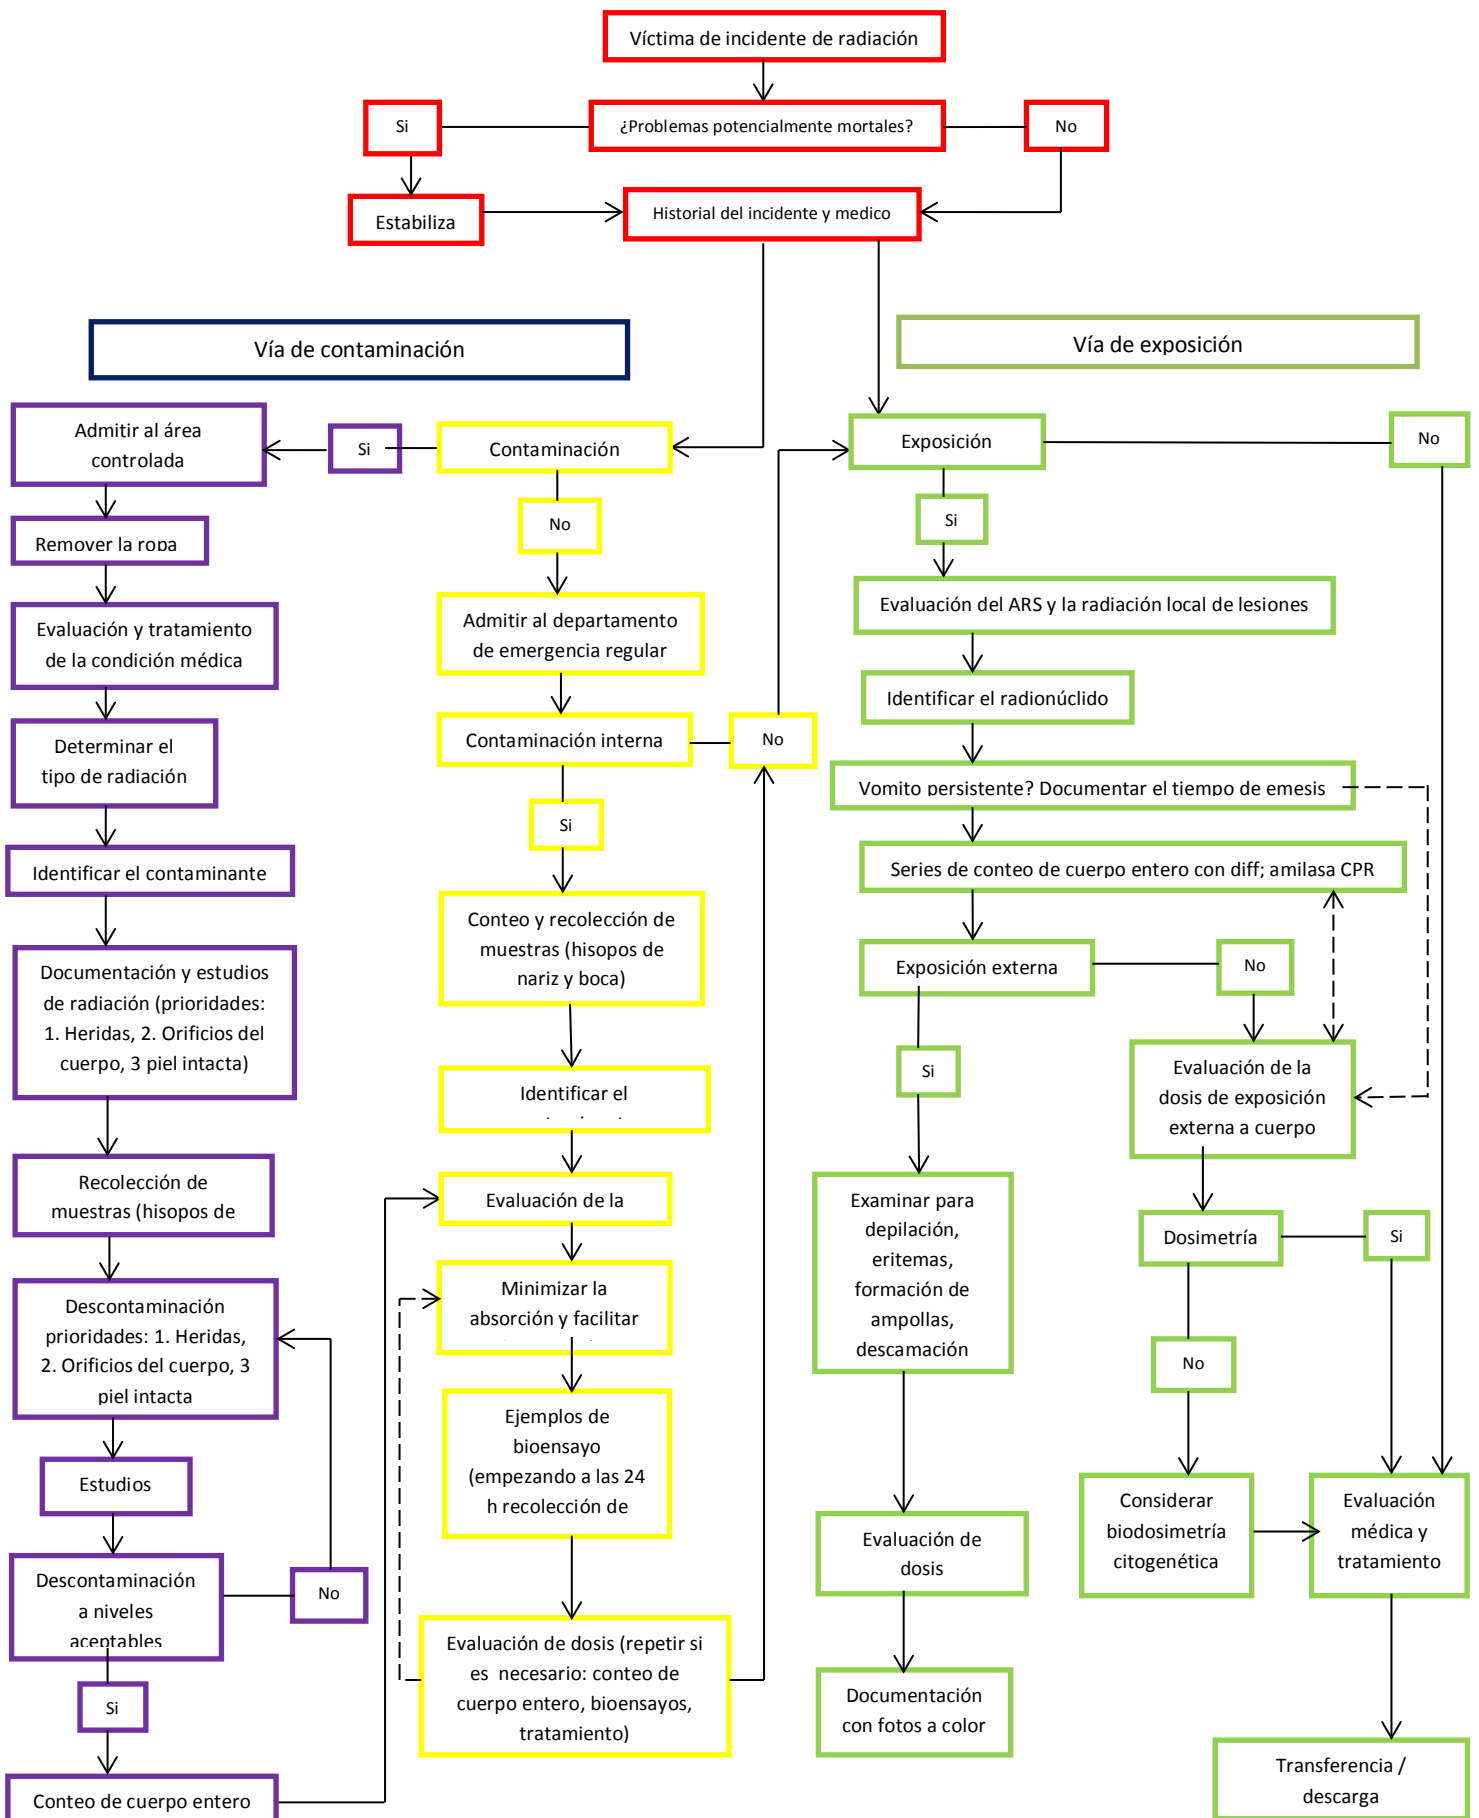 Víctima de incidente de radiación
Si
¿Problemas potencialmente mortales?
No
Estabiliza
Historial del incidente y medico
Vía de contaminación
Vía de exposición
Admitir al área
controlada
Si
Contaminación
Exposición
No
Remover la ropa
No
Si
Evaluación y tratamiento
de la condición médica
Admitir al departamento
de emergencia regular
Evaluación del ARS y la radiación local de lesiones
Identificar el radionúclido
Determinar el
tipo de radiación
Contaminación interna
No
Vomito persistente? Documentar el tiempo de emesis
Si
Identificar el contaminante
Series de conteo de cuerpo entero con diff; amilasa CPR
Conteo y recolección de
muestras (hisopos de
nariz y boca)
Documentación y estudios
de radiación (prioridades:
1. Heridas, 2. Orificios del
cuerpo, 3 piel intacta)
Exposición externa
No
Si
Identificar el
Evaluación de la
dosis de exposición
externa a cuerpo
Recolección de
muestras (hisopos de
Evaluación de la
Examinar para
depilación,
eritemas,
formación de
ampollas,
descamación
Dosimetría
Si
Descontaminación
prioridades: 1. Heridas,
2. Orificios del cuerpo, 3
piel intacta
Minimizar la
absorción y facilitar
No
Ejemplos de
bioensayo
(empezando a las 24
h recolección de
Estudios
Considerar
biodosimetría
citogenética
Evaluación
médica y
tratamiento
Descontaminación
a niveles
aceptables
No
Evaluación de
dosis
Evaluación de dosis (repetir si
es necesario: conteo de
cuerpo entero, bioensayos,
tratamiento)
Si
Documentación
con fotos a color
Conteo de cuerpo entero
Transferencia /
descarga